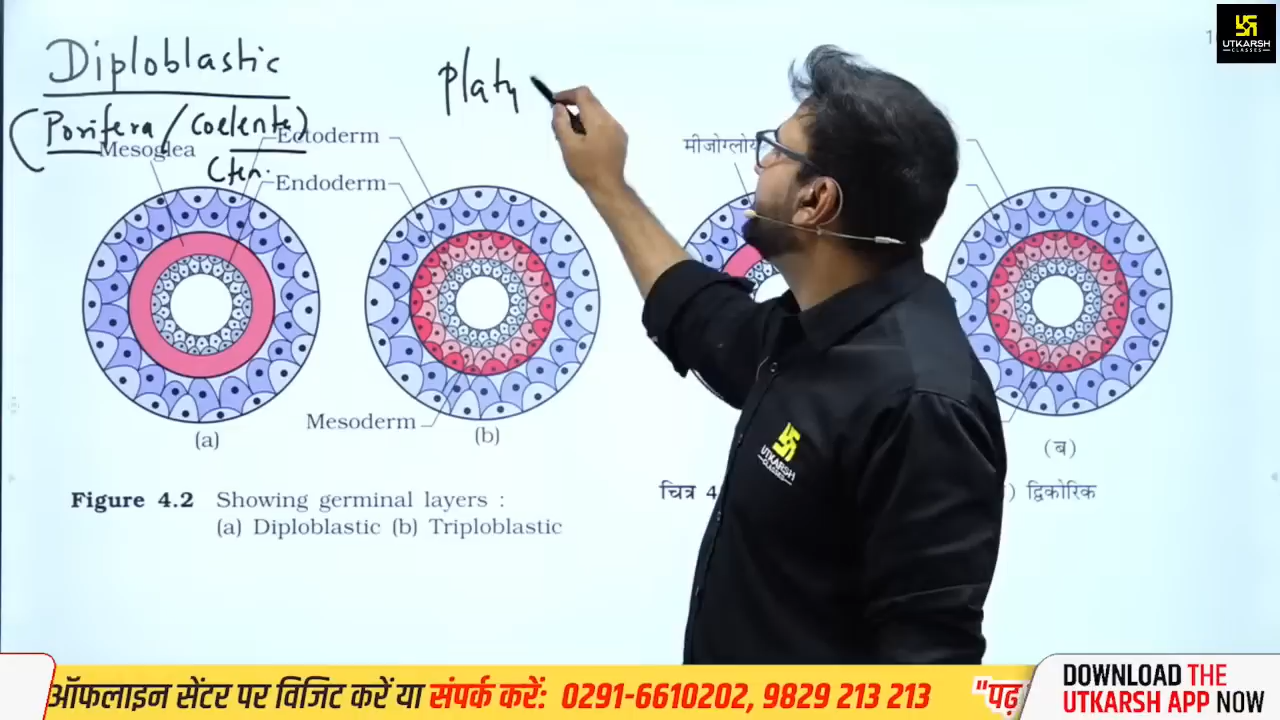 UTKARSH
CLASSES
Diploblastic
(Porifera / Coelente)
Cten.
Platy
Mesoglea
Ectoderm
Endoderm
Mesoderm
(a)
(b)
Figure 4.2 Showing germinal layers :
(a) Diploblastic (b) Triploblastic
(ब)
चित्र 4
) द्विकोरिक
UTKARSH
CLASSES
ऑफलाइन सेंटर पर विजिट करें या संपर्क करें: 0291-6610202, 9829 213 213
"पढ़
DOWNLOAD THE
UTKARSH APP NOW